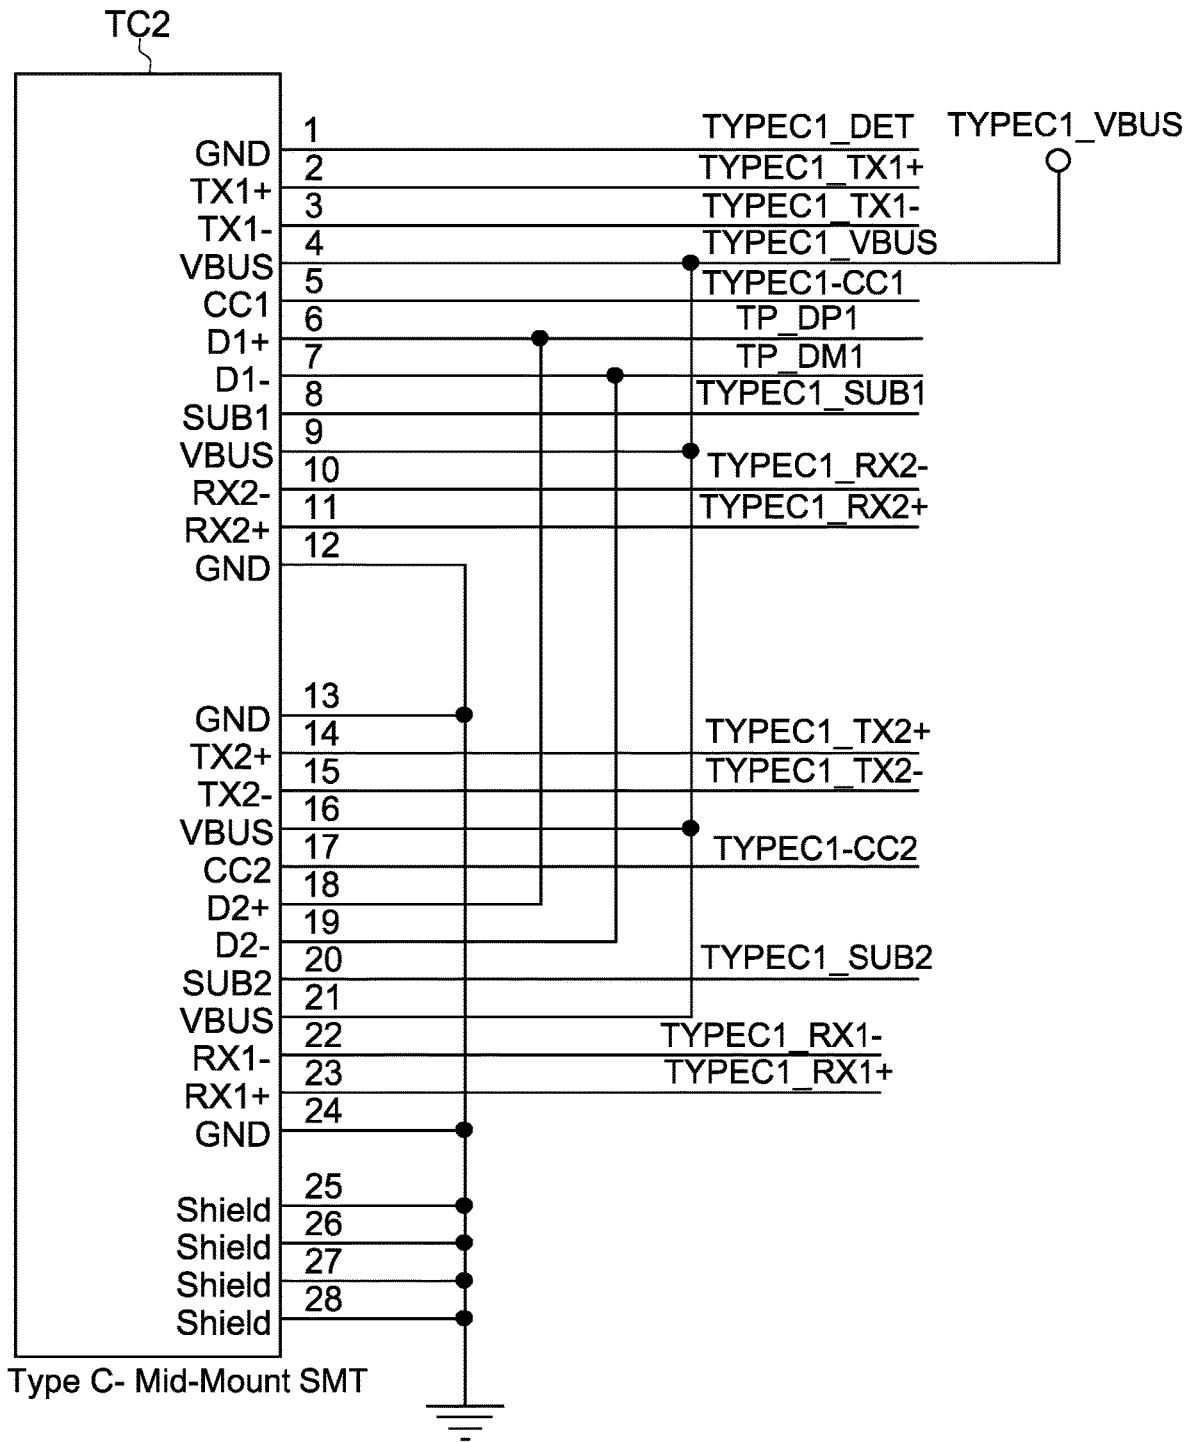 TC2
GND 1 TYPEC1_DET TYPEC1_VBUS
TX1+ 2 TYPEC1_TX1+
TX1- 3 TYPEC1_TX1-
VBUS 4 TYPEC1_VBUS
CC1 5 TYPEC1-CC1
D1+ 6 TP_DP1
D1- 7 TP_DM1
SUB1 8 TYPEC1_SUB1
VBUS 9
RX2- 10 TYPEC1_RX2-
RX2+ 11 TYPEC1_RX2+
GND 12
GND 13
TX2+ 14 TYPEC1_TX2+
TX2- 15 TYPEC1_TX2-
VBUS 16
CC2 17 TYPEC1-CC2
D2+ 18
D2- 19
SUB2 20 TYPEC1_SUB2
VBUS 21
RX1- 22 TYPEC1_RX1-
RX1+ 23 TYPEC1_RX1+
GND 24
Shield 25
Shield 26
Shield 27
Shield 28
Type C- Mid-Mount SMT